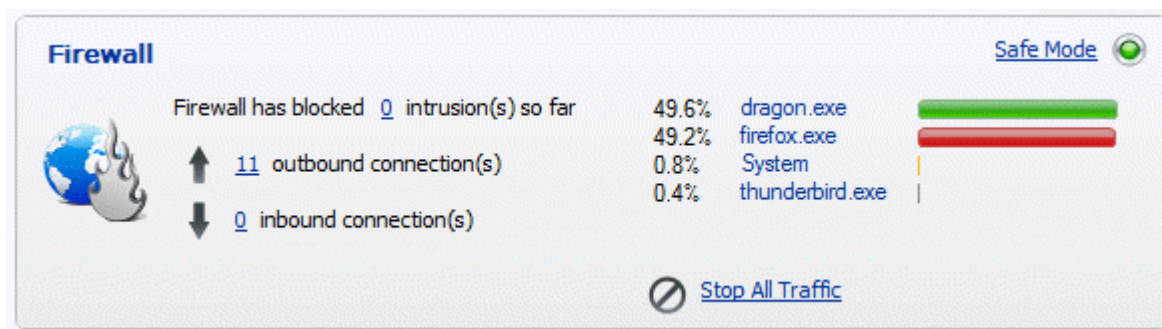 Firewall
Safe Mode
Firewall has blocked 0 intrusion(s) so far
11 outbound connection(s)
0 inbound connection(s)
49.6% dragon.exe
49.2% firefox.exe
0.8% System
0.4% thunderbird.exe
Stop All Traffic